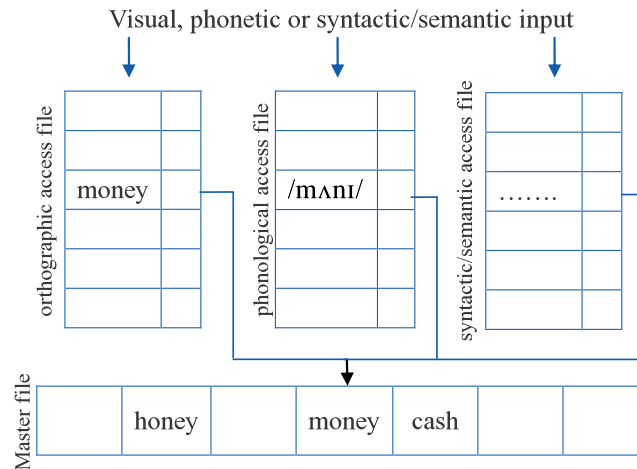 Visual, phonetic or syntactic/semantic input
orthographic access file
money
phonological access file
/mʌnɪ/
syntactic/semantic access file
.......
Master file
honey
money
cash